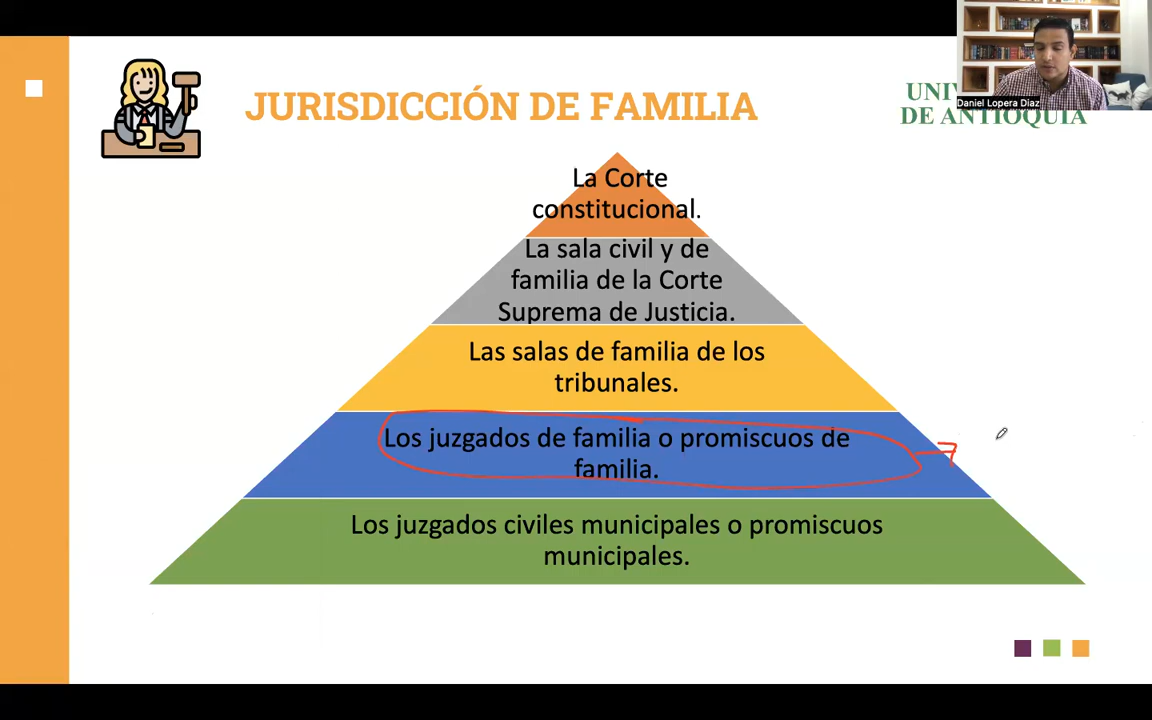 JURISDICCIÓN DE FAMILIA
Daniel Lopera Diaz
DE ANTIOQUIA
La Corte
constitucional.
La sala civil y de
familia de la Corte
Suprema de Justicia.
Las salas de familia de los
tribunales.
Los juzgados de familia o promiscuos de
familia.
Los juzgados civiles municipales o promiscuos
municipales.